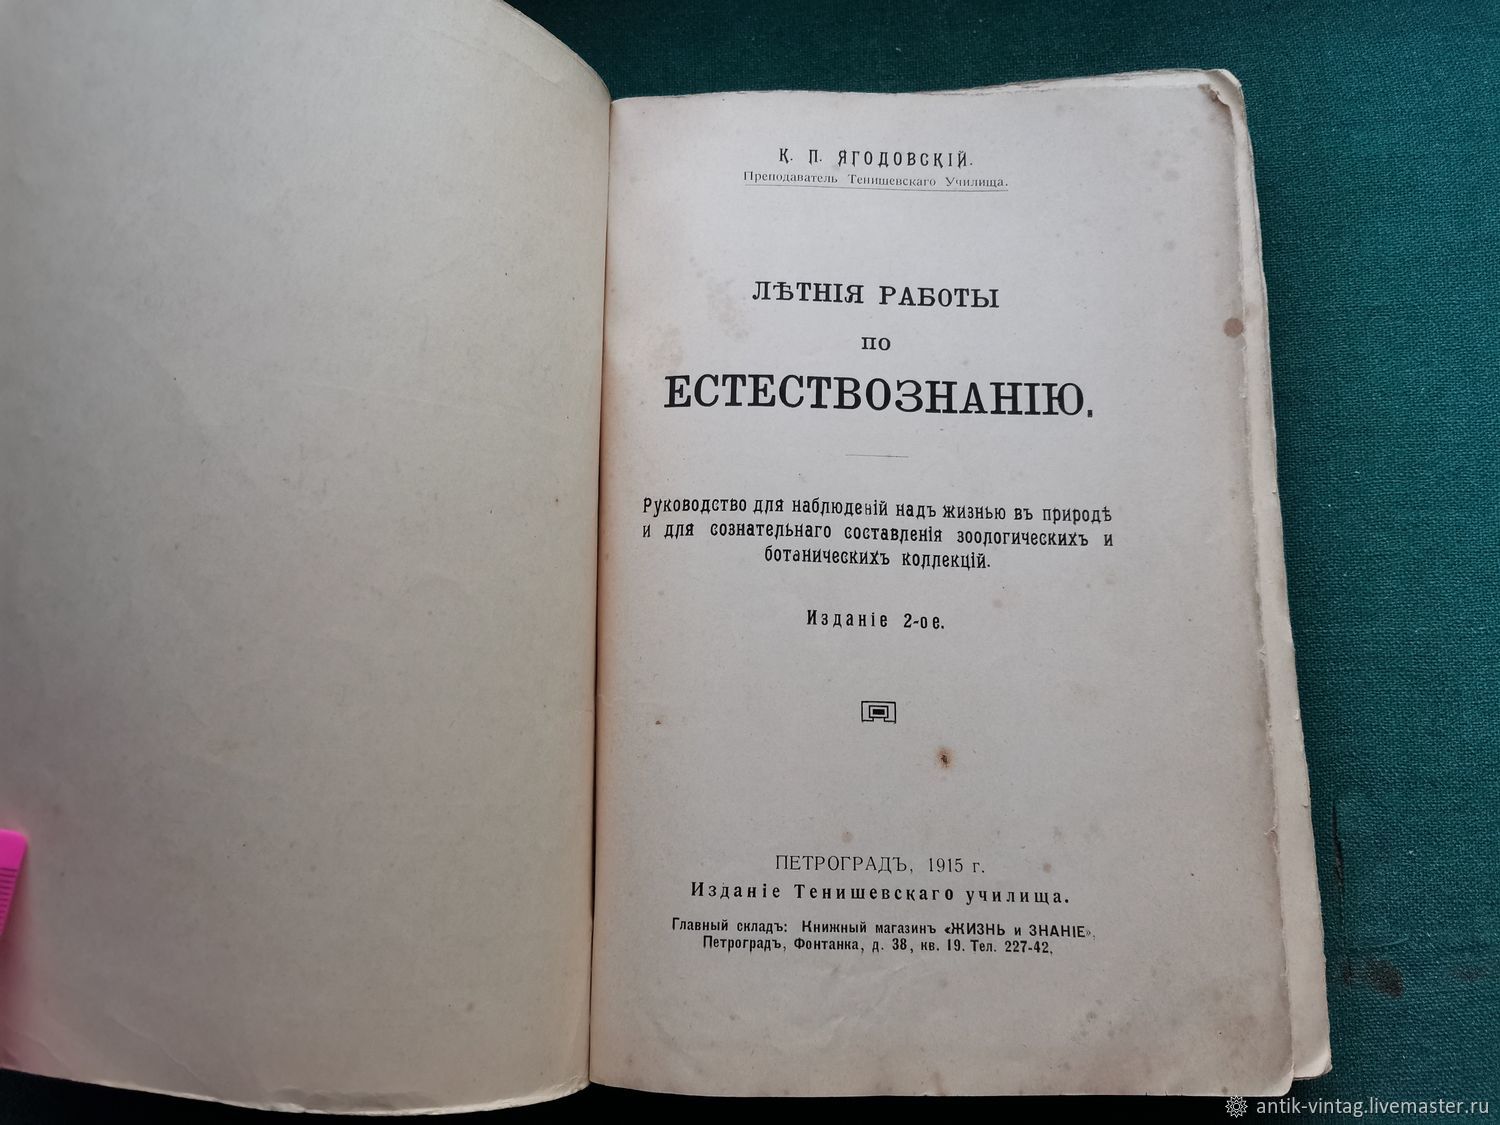 К. П. ЯГОДОВСКІЙ.
Преподаватель Тенишевскаго Училища.
ЛѢТНІЯ РАБОТЫ
ПО
ЕСТЕСТВОЗНАНІЮ.
Руководство для наблюденій надъ жизнью въ природѣ
и для сознательнаго составленія зоологическихъ и
ботаническихъ коллекцій.
Изданіе 2-ое.
ПЕТРОГРАДЪ, 1915 г.
Изданіе Тенишевскаго училища.
Главный складъ: Книжный магазинъ «ЖИЗНЬ и ЗНАНІЕ»,
Петроградъ, Фонтанка, д. 38, кв. 19. Тел. 227-42.
antik-vintag.livemaster.ru